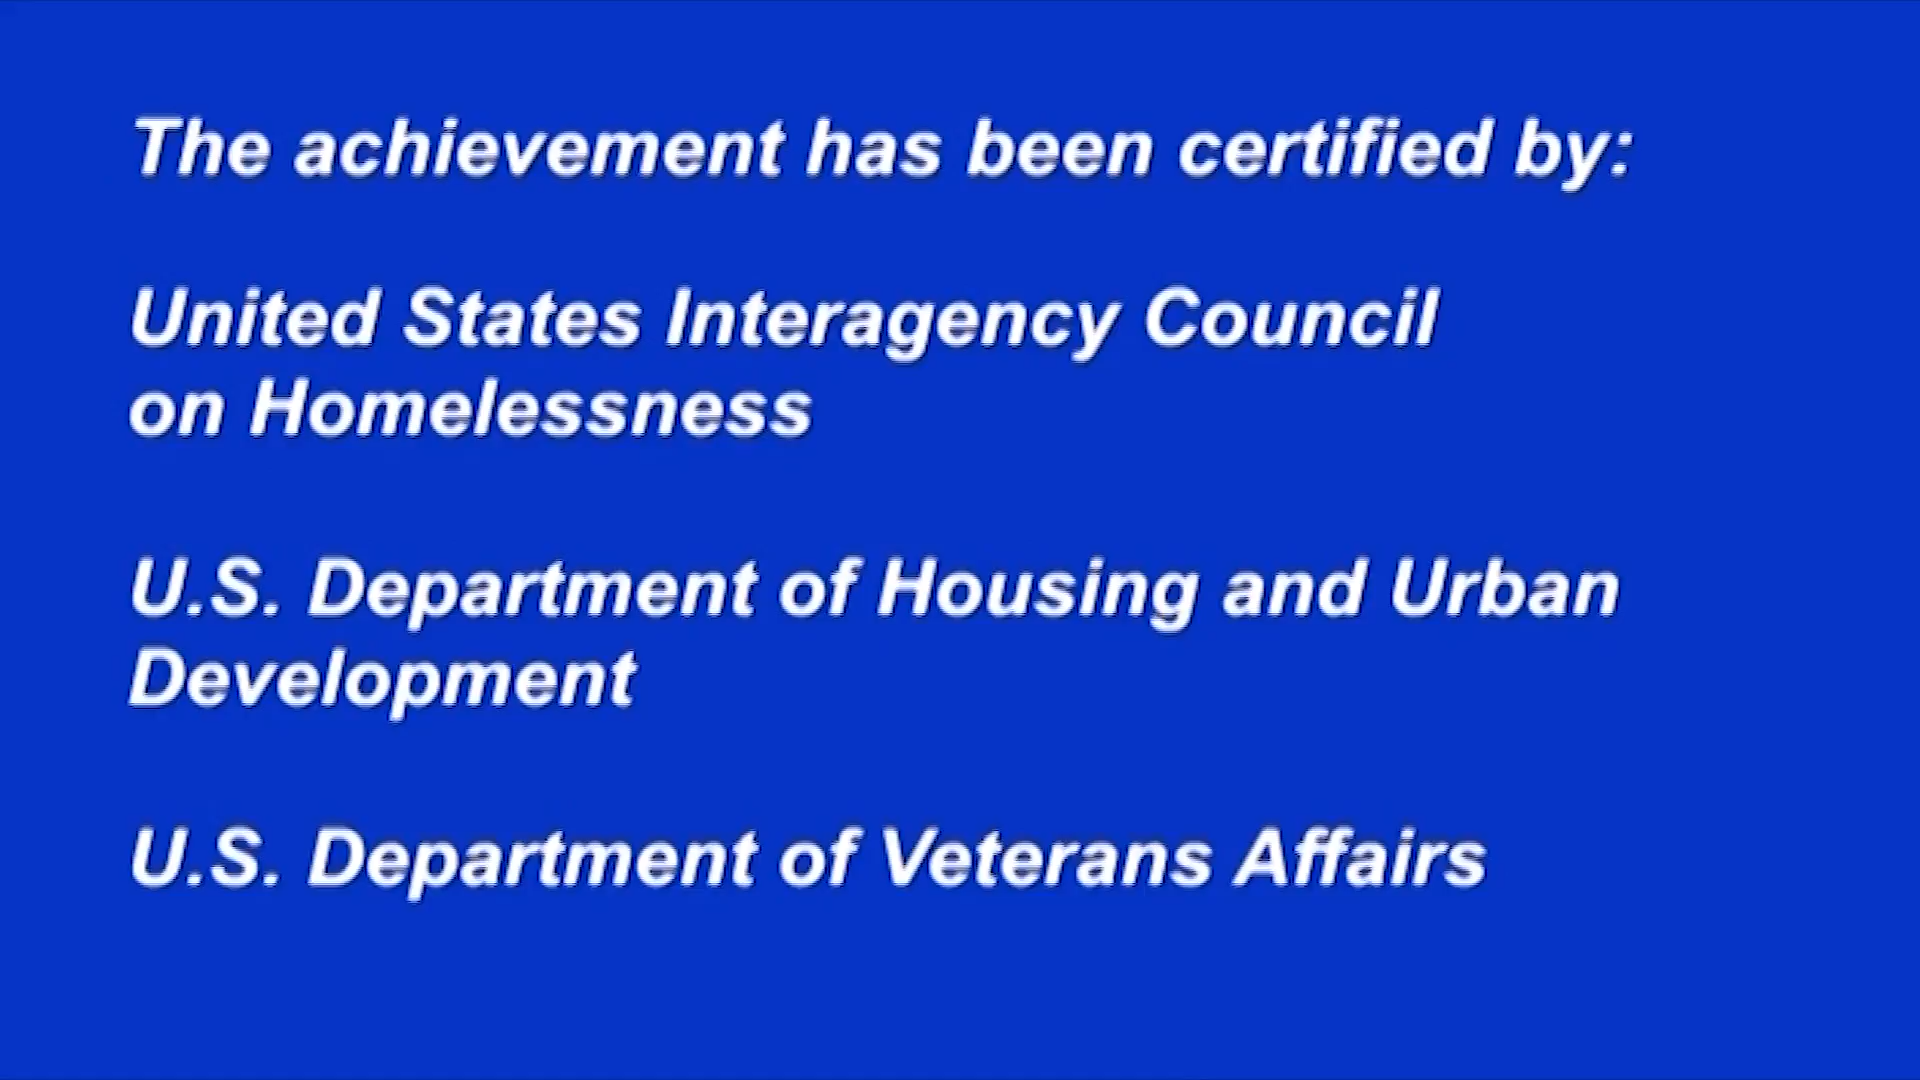 The achievement has been certified by:
United States Interagency Council
on Homelessness
U.S. Department of Housing and Urban
Development
U.S. Department of Veterans Affairs